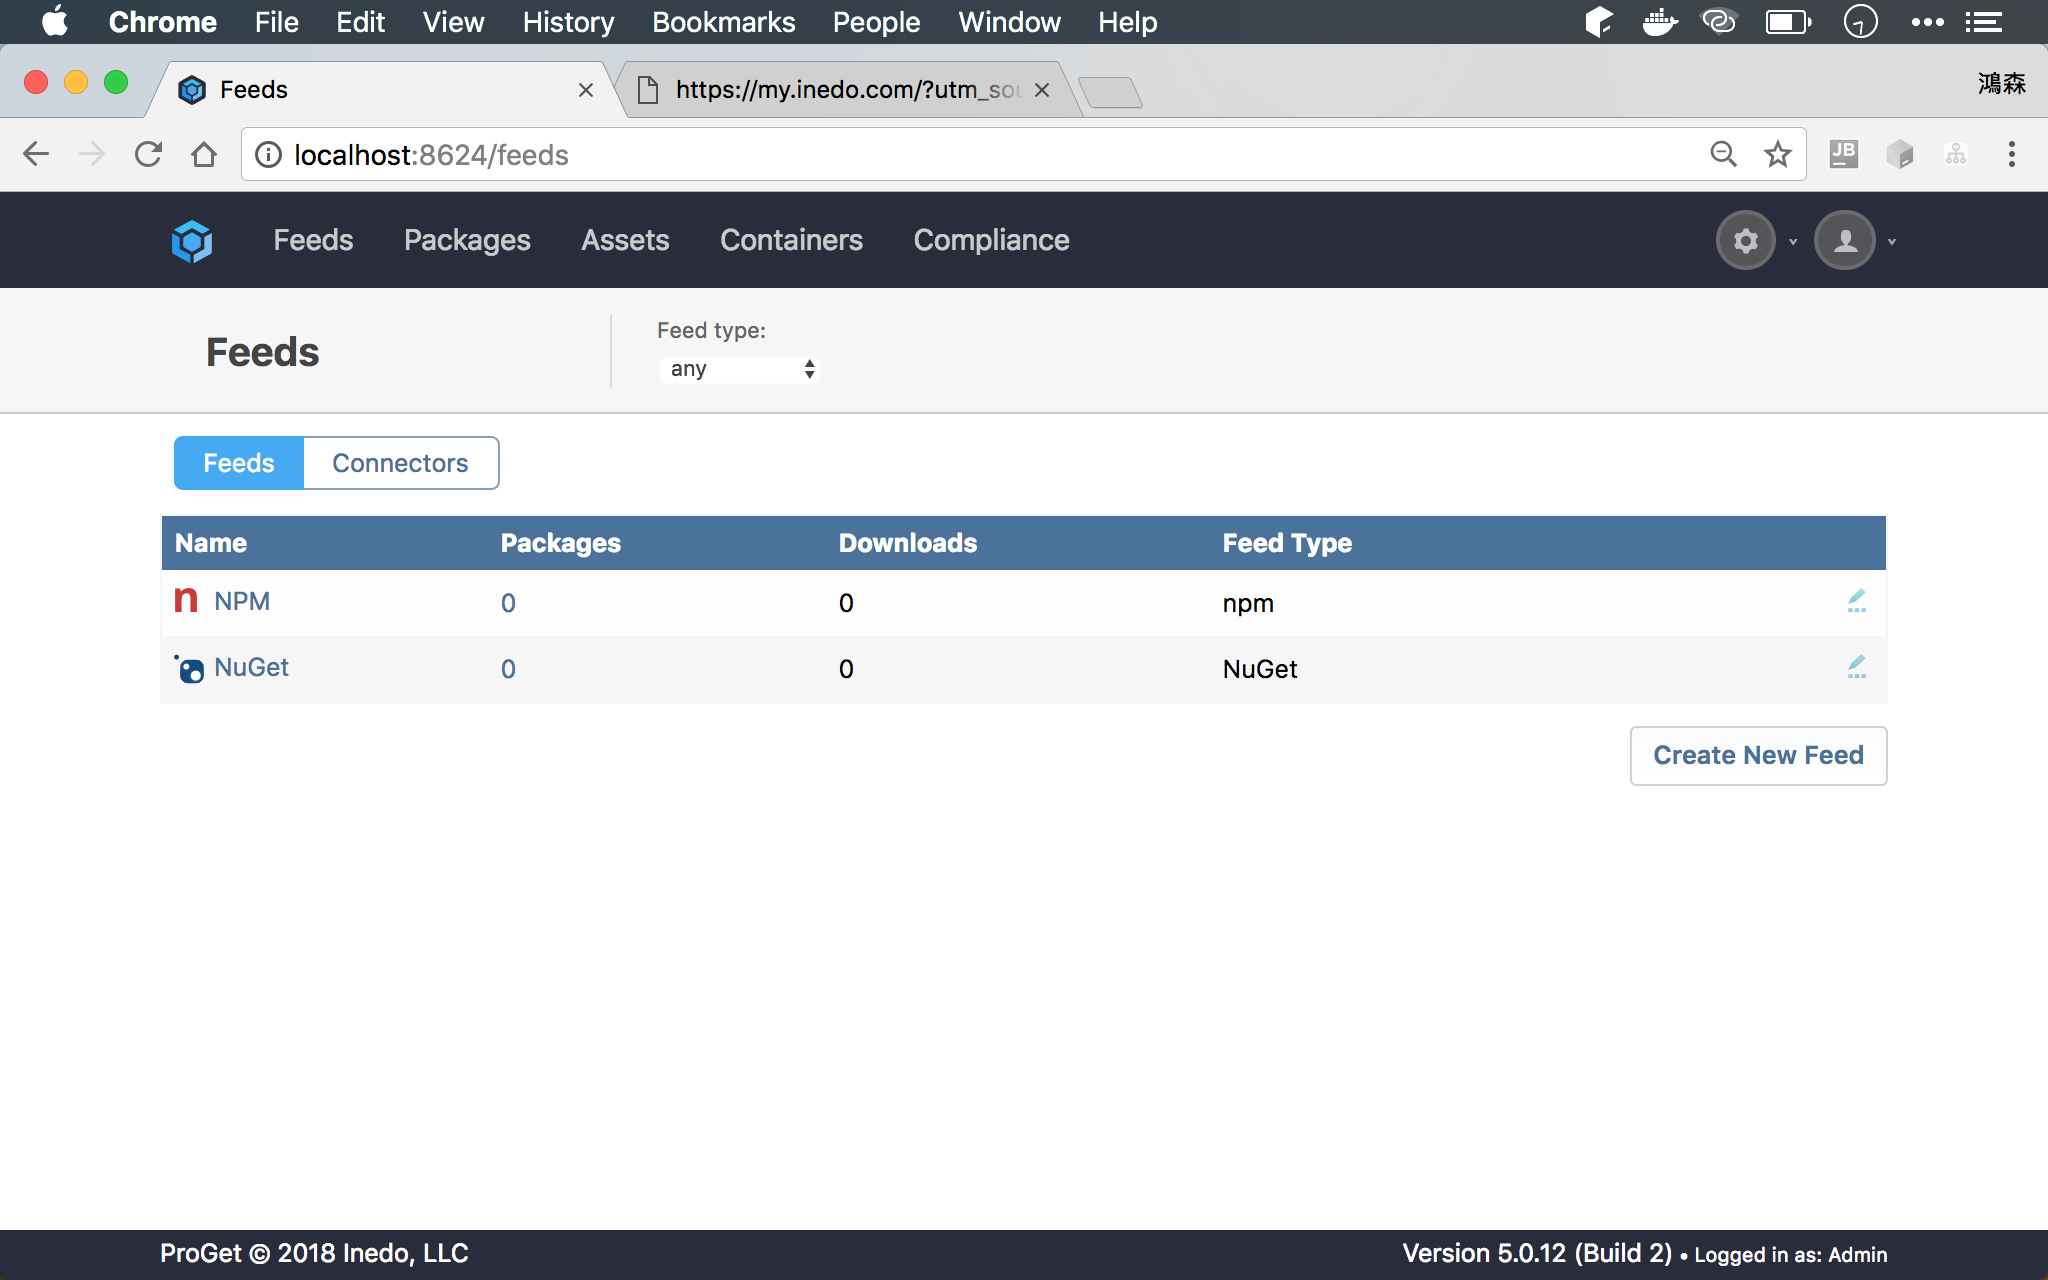 Chrome File Edit View History Bookmarks People Window Help
Feeds https://my.inedo.com/?utm_sou 鴻森
localhost:8624/feeds JB
Feeds Packages Assets Containers Compliance
Feeds
Feed type:
any
Feeds Connectors
Name Packages Downloads Feed Type
n NPM 0 0 npm
NuGet 0 0 NuGet
Create New Feed
ProGet © 2018 Inedo, LLC Version 5.0.12 (Build 2) • Logged in as: Admin